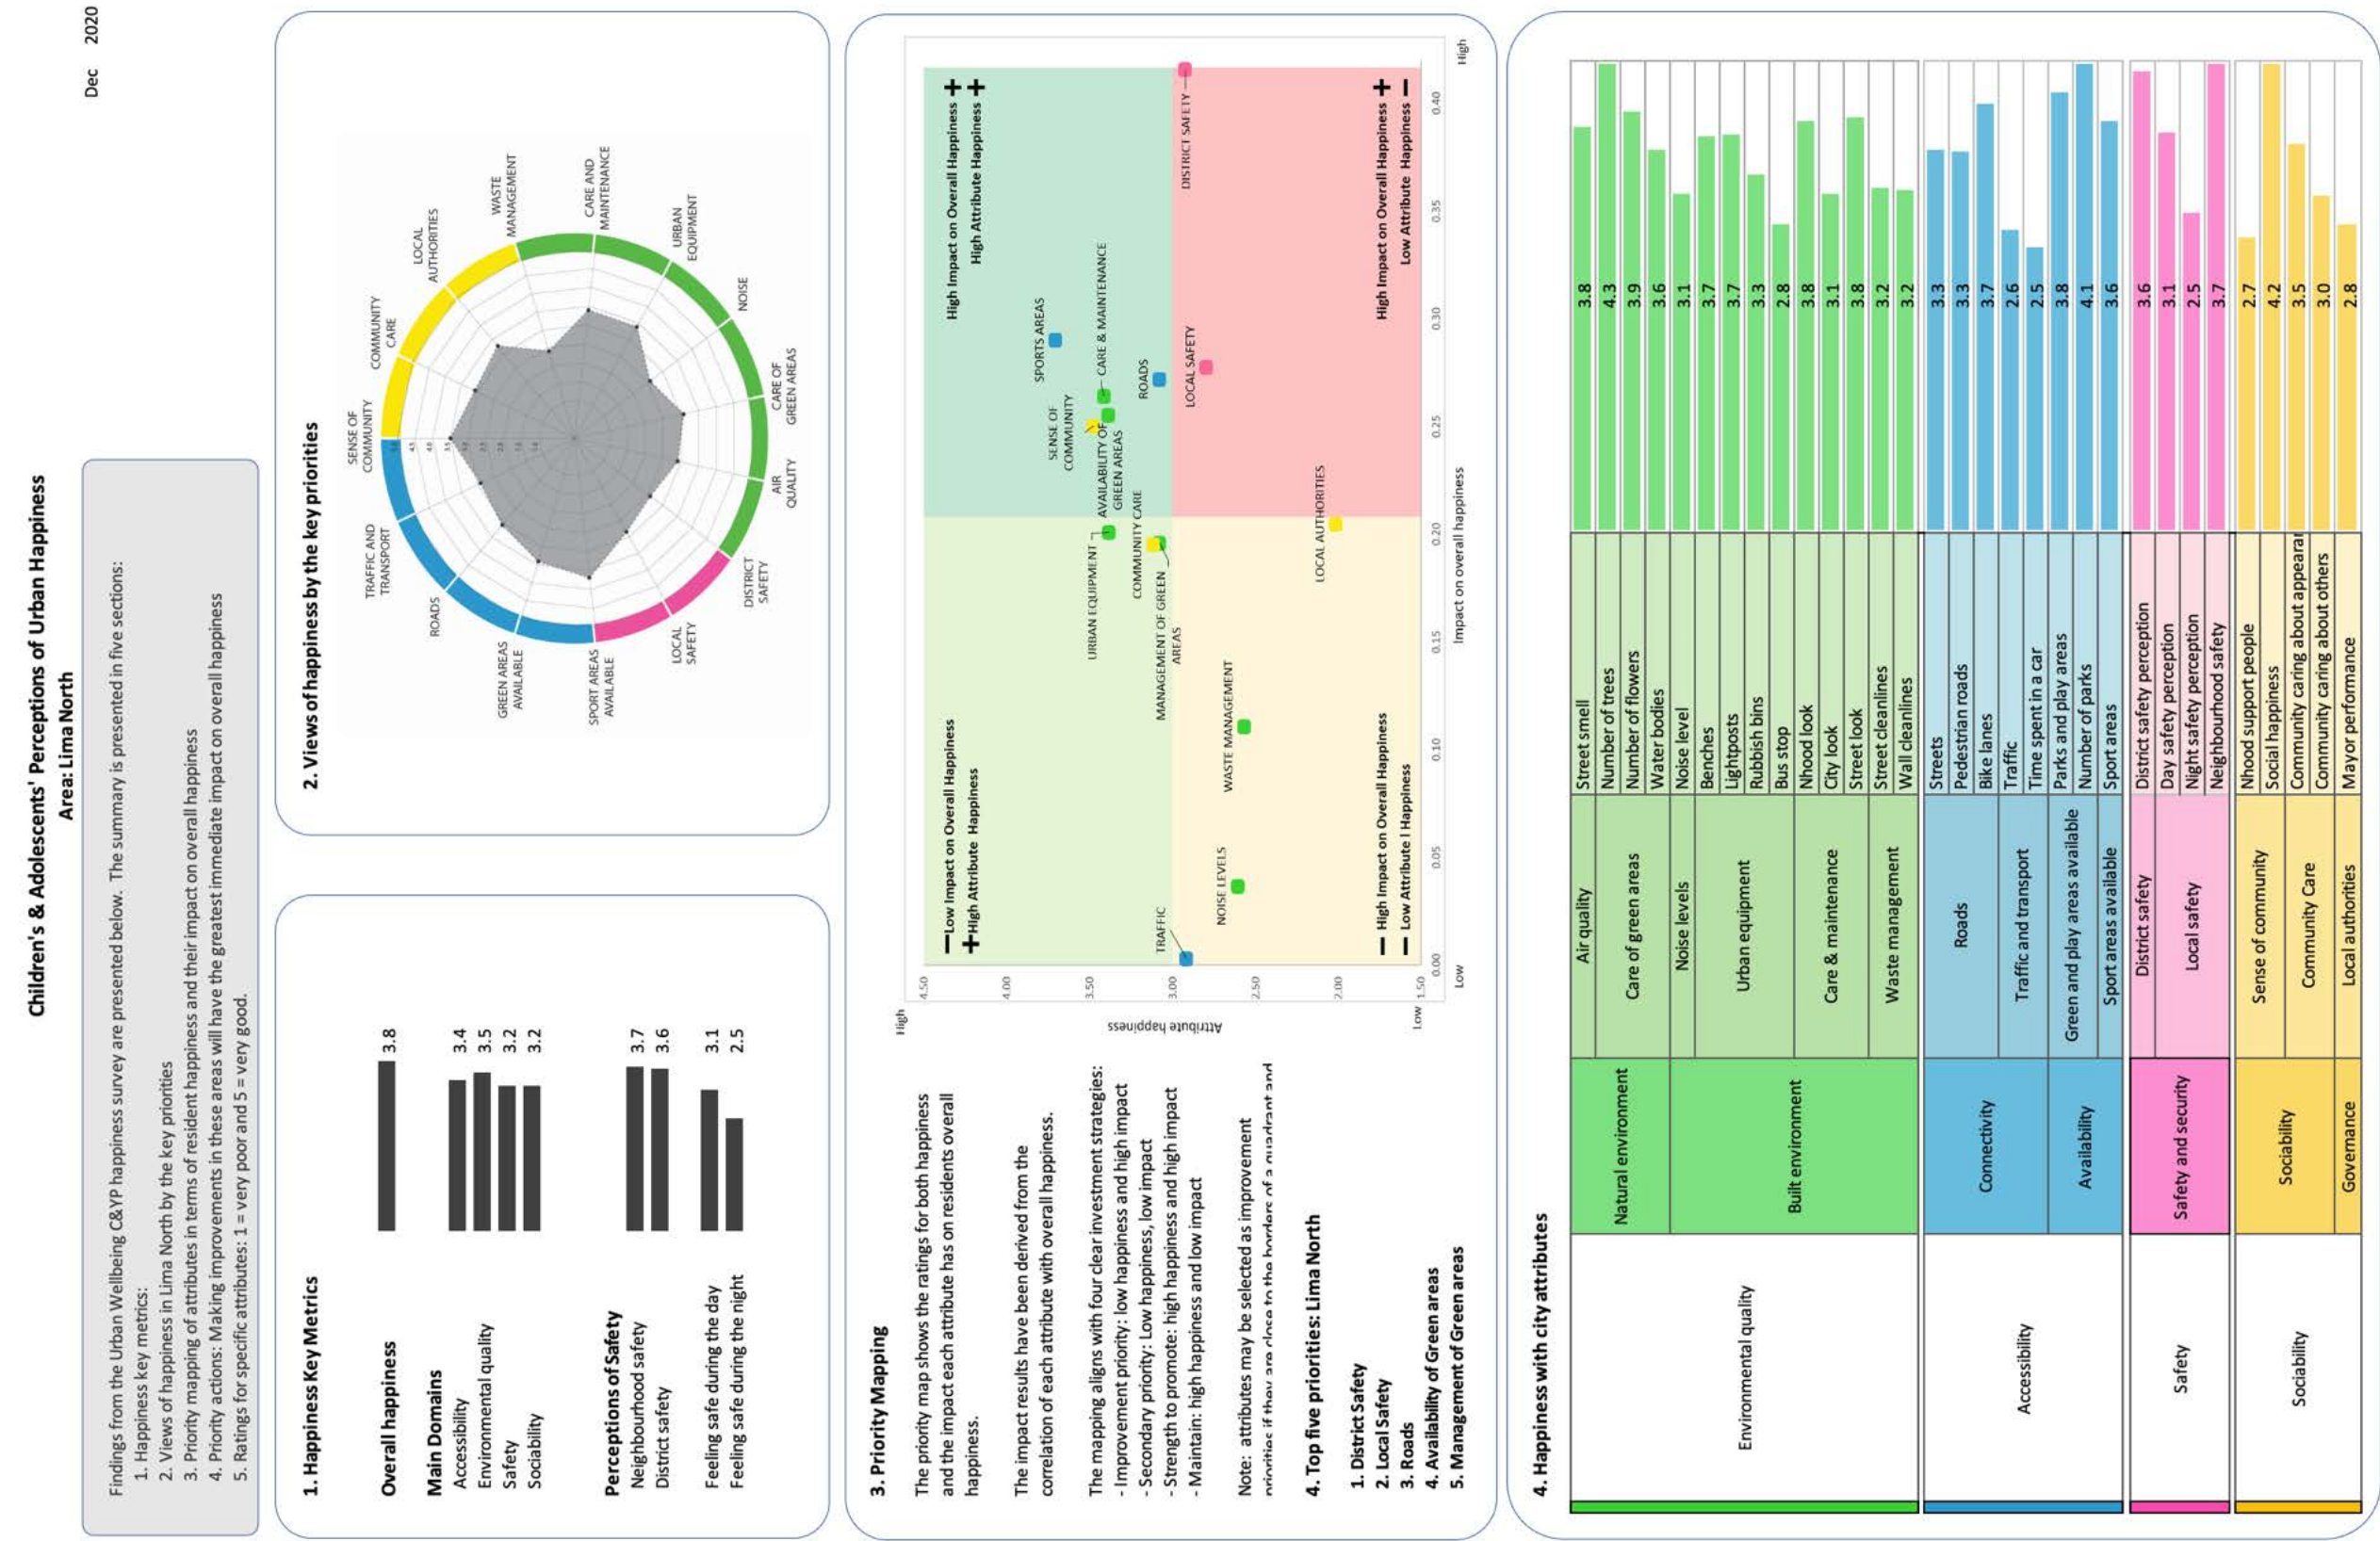 Children's & Adolescents' Perceptions of Urban Happiness
Area: Lima North
Dec 2020
Findings from the Urban Wellbeing C&YP happiness survey are presented below. The summary is presented in five sections:
1. Happiness key metrics:
2. Views of happiness in Lima North by the key priorities
3. Priority mapping of attributes in terms of resident happiness and their impact on overall happiness
4. Priority actions: Making improvements in these areas will have the greatest immediate impact on overall happiness
5. Ratings for specific attributes: 1 = very poor and 5 = very good.
1. Happiness Key Metrics
Overall happiness 3.8
Main Domains
Accessibility 3.4
Environmental quality 3.5
Safety 3.2
Sociability 3.2
Perceptions of Safety
Neighbourhood safety 3.7
District safety 3.6
Feeling safe during the day 3.1
Feeling safe during the night 2.5
2. Views of happiness by the key priorities
SENSE OF
COMMUNITY
COMMUNITY
CARE
LOCAL
AUTHORITIES
WASTE
MANAGEMENT
CARE AND
MAINTENANCE
URBAN
EQUIPMENT
NOISE
CARE OF
GREEN AREAS
AIR
QUALITY
DISTRICT
SAFETY
LOCAL
SAFETY
SPORT AREAS
AVAILABLE
GREEN AREAS
AVAILABLE
ROADS
TRAFFIC AND
TRANSPORT
3. Priority Mapping
The priority map shows the ratings for both happiness
and the impact each attribute has on residents overall
happiness.
The impact results have been derived from the
correlation of each attribute with overall happiness.
The mapping aligns with four clear investment strategies:
- Improvement priority: low happiness and high impact
- Secondary priority: Low happiness, low impact
- Strength to promote: high happiness and high impact
- Maintain: high happiness and low impact
Note: attributes may be selected as improvement
priorities if they are close to the borders of a quadrant and
4. Top five priorities: Lima North
1. District Safety
2. Local Safety
3. Roads
4. Availability of Green areas
5. Management of Green areas
High
4.50
4.00
3.50
3.00
2.50
2.00
1.50
Low
Attribute happiness
Low Impact on Overall Happiness
High Attribute Happiness
High Impact on Overall Happiness
High Attribute Happiness
SPORTS AREAS
SENSE OF
COMMUNITY
CARE & MAINTENANCE
AVAILABILITY OF
GREEN AREAS
URBAN EQUIPMENT
COMMUNITY CARE
ROADS
MANAGEMENT OF GREEN
AREAS
TRAFFIC
DISTRICT SAFETY
LOCAL SAFETY
NOISE LEVELS
WASTE MANAGEMENT
LOCAL AUTHORITIES
High Impact on Overall Happiness
Low Attribute l Happiness
High Impact on Overall Happiness
Low Attribute Happiness
0.00 0.05 0.10 0.15 0.20 0.25 0.30 0.35 0.40
Low
Impact on overall happiness
High
4. Happiness with city attributes
Environmental quality
Natural environment
Air quality
Street smell 3.8
Care of green areas
Number of trees 4.3
Number of flowers 3.9
Water bodies 3.6
Built environment
Noise levels
Noise level 3.1
Urban equipment
Benches 3.7
Lightposts 3.7
Rubbish bins 3.3
Bus stop 2.8
Care & maintenance
Nhood look 3.8
City look 3.1
Street look 3.8
Waste management
Street cleanlines 3.2
Wall cleanlines 3.2
Accessibility
Connectivity
Roads
Streets 3.3
Pedestrian roads 3.3
Bike lanes 3.7
Traffic and transport
Traffic 2.6
Time spent in a car 2.5
Availability
Green and play areas available
Parks and play areas 3.8
Number of parks 4.1
Sport areas available
Sport areas 3.6
Safety
Safety and security
District safety
District safety perception 3.6
Local safety
Day safety perception 3.1
Night safety perception 2.5
Neighbourhood safety 3.7
Sociability
Sociability
Sense of community
Nhood support people 2.7
Social happiness 4.2
Community Care
Community caring about appearar 3.5
Community caring about others 3.0
Governance
Local authorities
Mayor performance 2.8